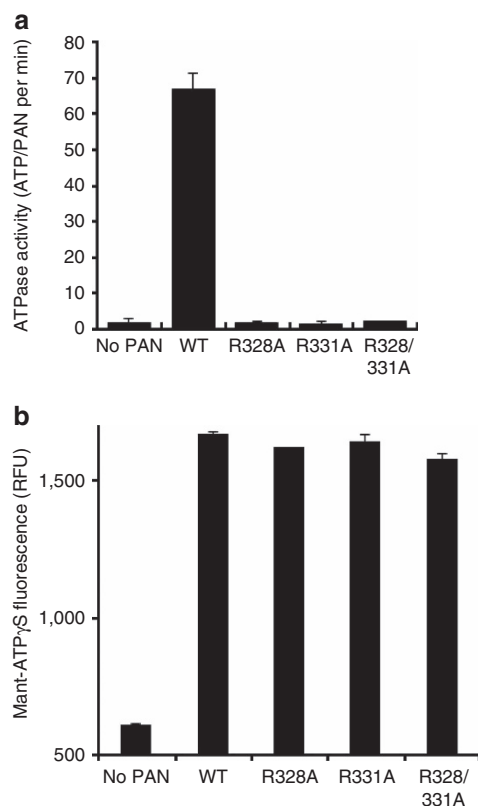 a
ATPase activity (ATP/PAN per min)
80
70
60
50
40
30
20
10
0
No PAN WT R328A R331A R328/
331A
b
Mant-ATPγS fluorescence (RFU)
1,500
1,000
500
No PAN WT R328A R331A R328/
331A